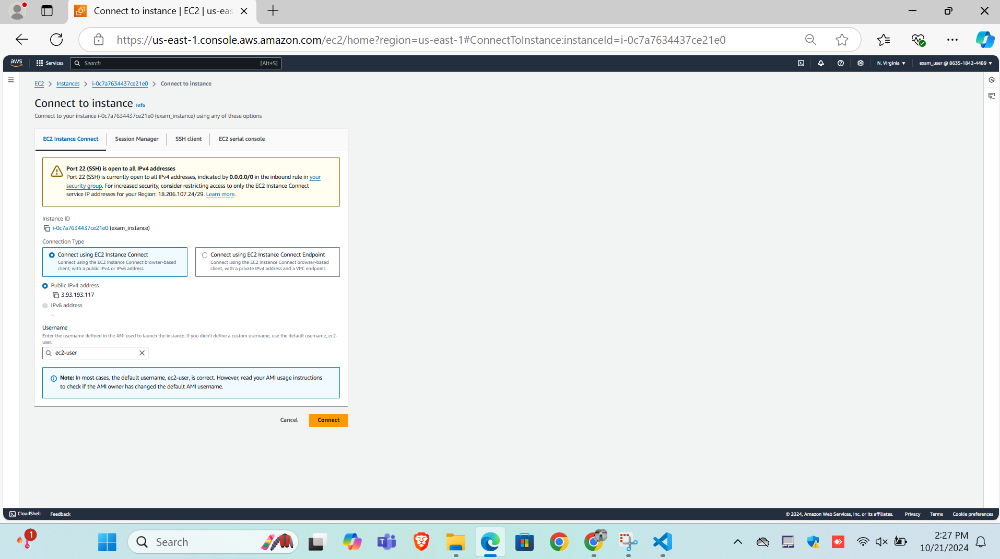 Connect to instance | EC2 | us-eas
https://us-east-1.console.aws.amazon.com/ec2/home?region=us-east-1#ConnectToInstance:instanceId=i-0c7a7634437ce21e0
aws
Services
Search
[Alt+S]
N. Virginia
exam_user @ 8635-1842-4489
EC2
Instances
i-0c7a7634437ce21e0
Connect to instance
Connect to instance Info
Connect to your instance i-0c7a7634437ce21e0 (exam_instance) using any of these options
EC2 Instance Connect
Session Manager
SSH client
EC2 serial console
Port 22 (SSH) is open to all IPv4 addresses
Port 22 (SSH) is currently open to all IPv4 addresses, indicated by 0.0.0.0/0 in the inbound rule in your
security group. For increased security, consider restricting access to only the EC2 Instance Connect
service IP addresses for your Region: 18.206.107.24/29. Learn more.
Instance ID
i-0c7a7634437ce21e0 (exam_instance)
Connection Type
Connect using EC2 Instance Connect
Connect using the EC2 Instance Connect browser-based
client, with a public IPv4 or IPv6 address.
Connect using EC2 Instance Connect Endpoint
Connect using the EC2 Instance Connect browser-based
client, with a private IPv4 address and a VPC endpoint.
Public IPv4 address
3.93.193.117
IPv6 address
–
Username
Enter the username defined in the AMI used to launch the instance. If you didn't define a custom username, use the default username, ec2-
user.
ec2-user
Note: In most cases, the default username, ec2-user, is correct. However, read your AMI usage instructions
to check if the AMI owner has changed the default AMI username.
Cancel
Connect
CloudShell
Feedback
© 2024, Amazon Web Services, Inc. or its affiliates.
Privacy
Terms
Cookie preferences
1
Search
2:27 PM
10/21/2024